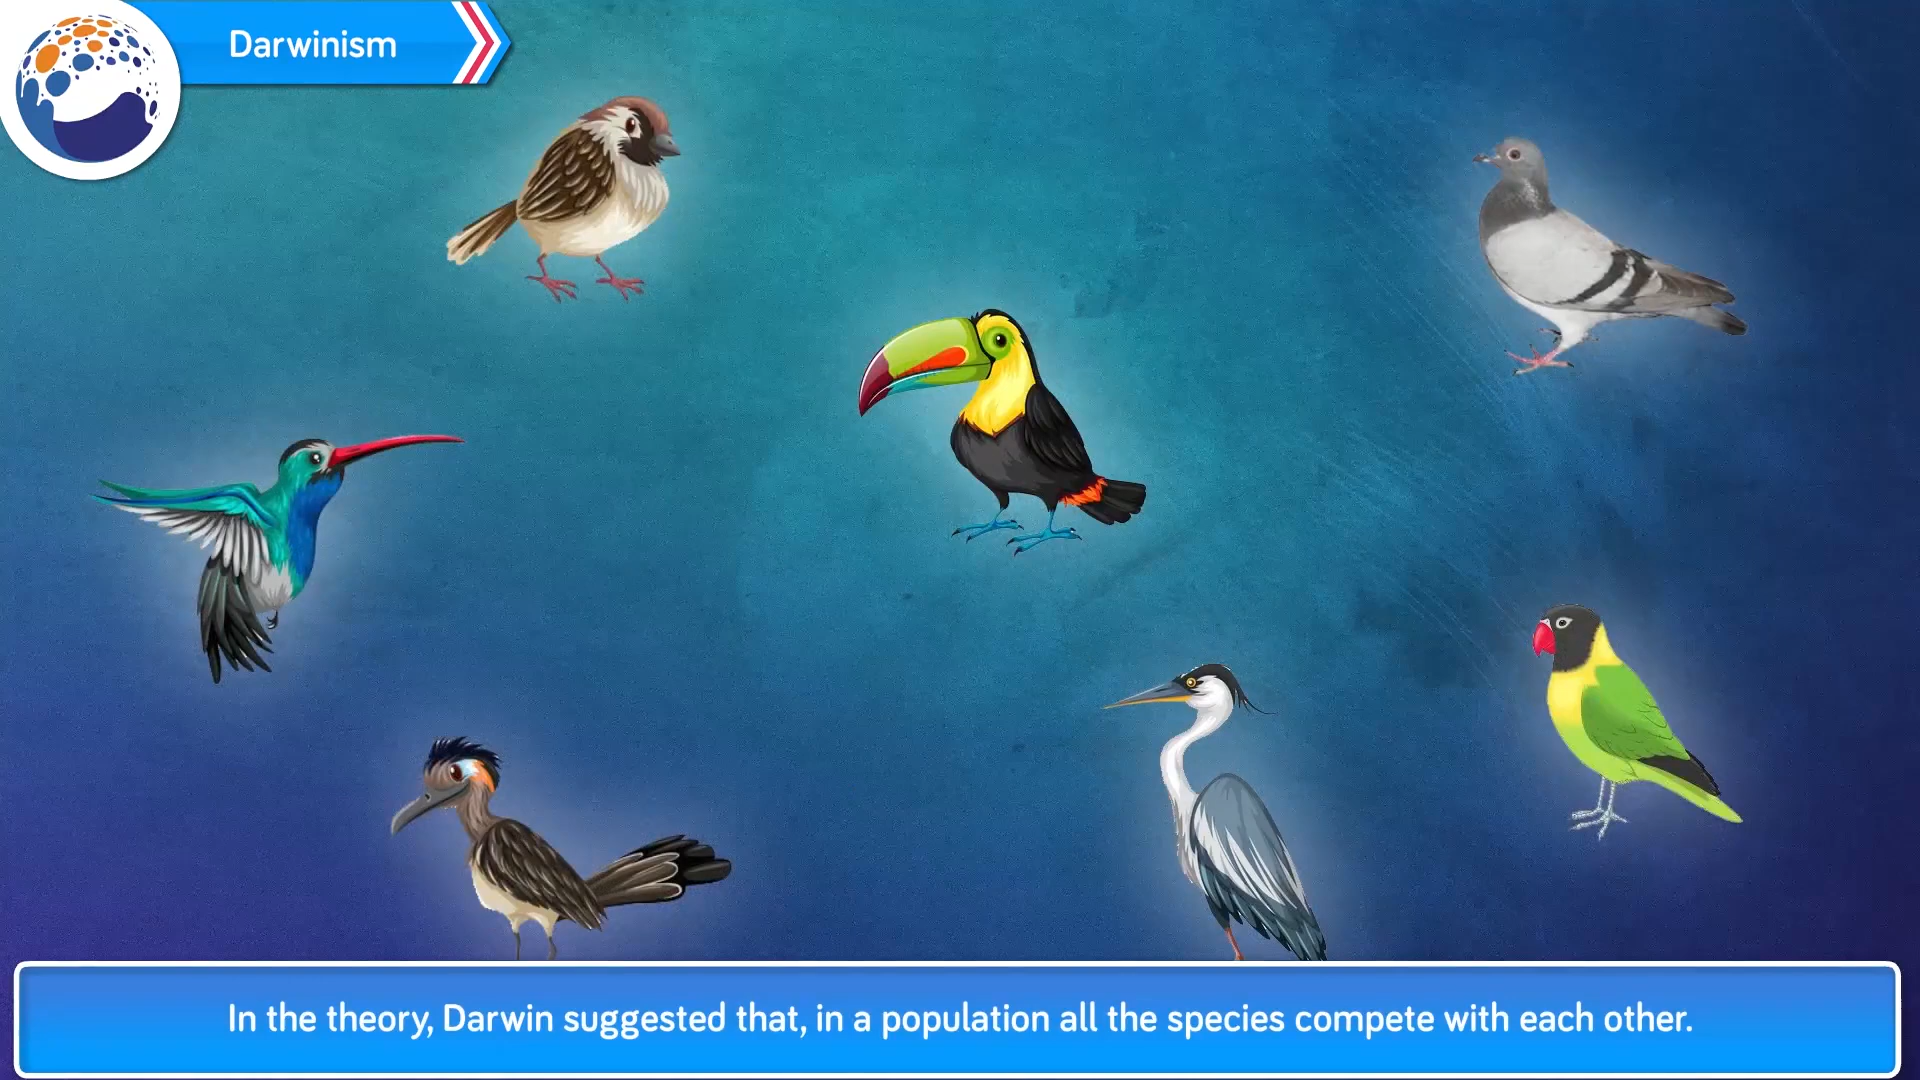 Darwinism
In the theory, Darwin suggested that, in a population all the species compete with each other.